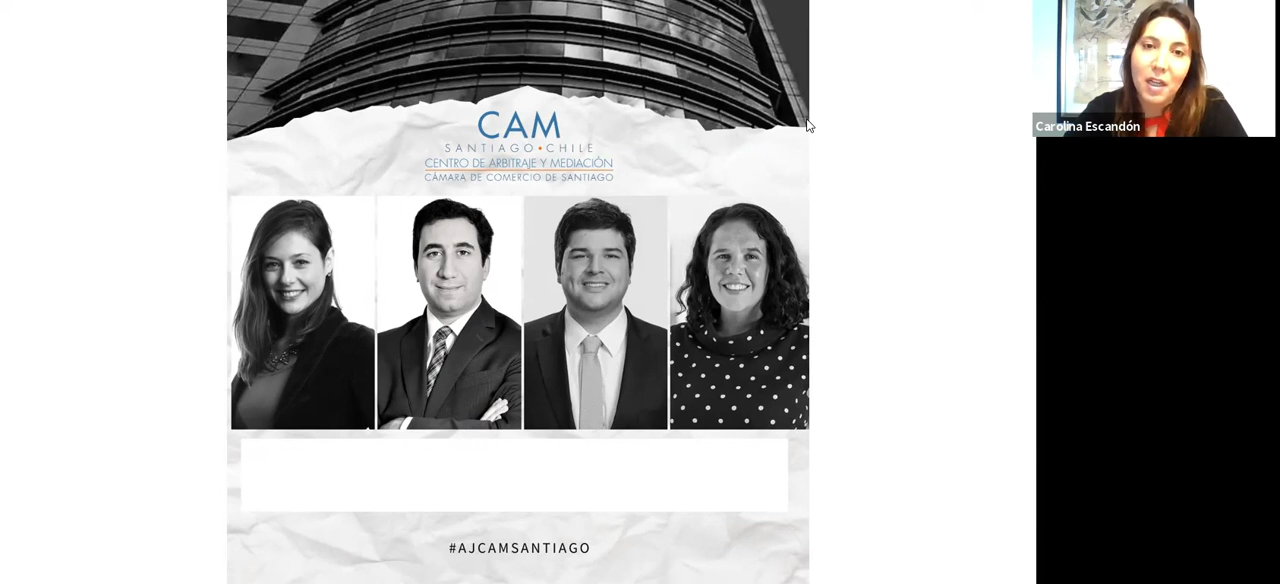 CAM
SANTIAGO•CHILE
CENTRO DE ARBITRAJE Y MEDIACIÓN
CÁMARA DE COMERCIO DE SANTIAGO
Carolina Escandón
#AJCAMSANTIAGO